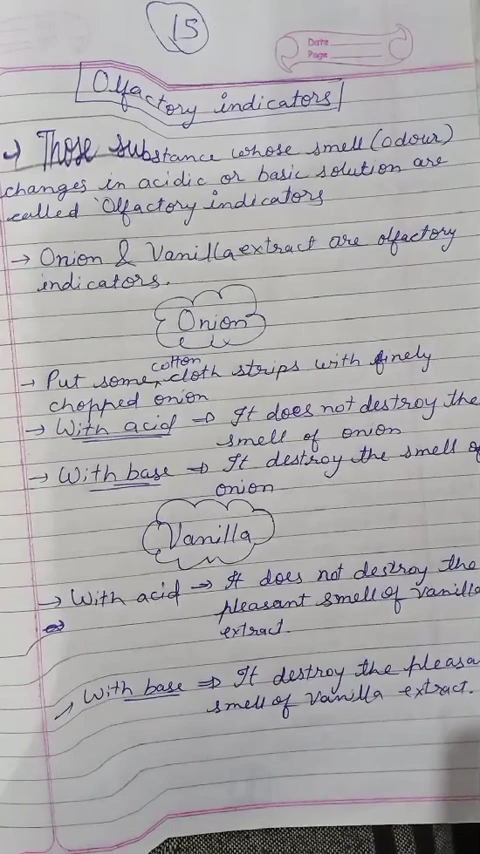 15
Date
Page
Olfactory indicators
→ Those substance whose smell (odour)
changes in acidic or basic solution are
called Olfactory indicators
→ Onion & Vanilla extract are olfactory
indicators.
Onion
→ Put some cotton cloth strips with finely
chopped onion
→ With acid ⇒ It does not destroy the
smell of onion
→ With base ⇒ It destroy the smell of
onion
Vanilla
→ With acid → It does not destroy the
pleasant smell of vanilla
extract.
→ With base ⇒ It destroy the pleasa
smell of vanilla extract.